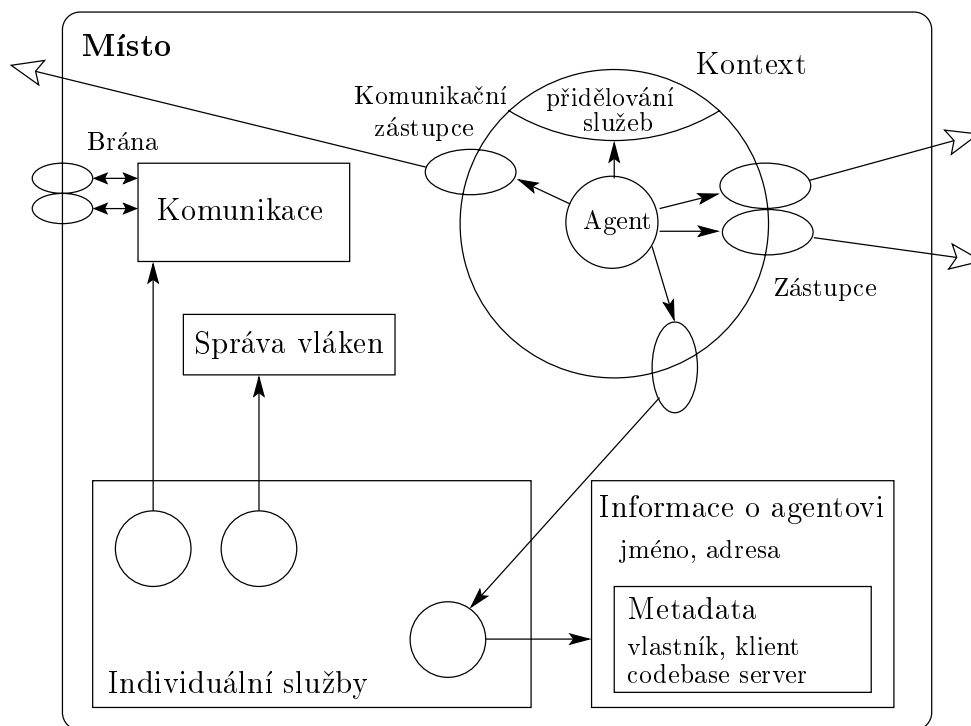 Místo
Kontext
Komunikační
zástupce
přidělování
služeb
Brána
Komunikace
Agent
Zástupce
Správa vláken
Informace o agentovi
jméno, adresa
Metadata
vlastník, klient
codebase server
Individuální služby